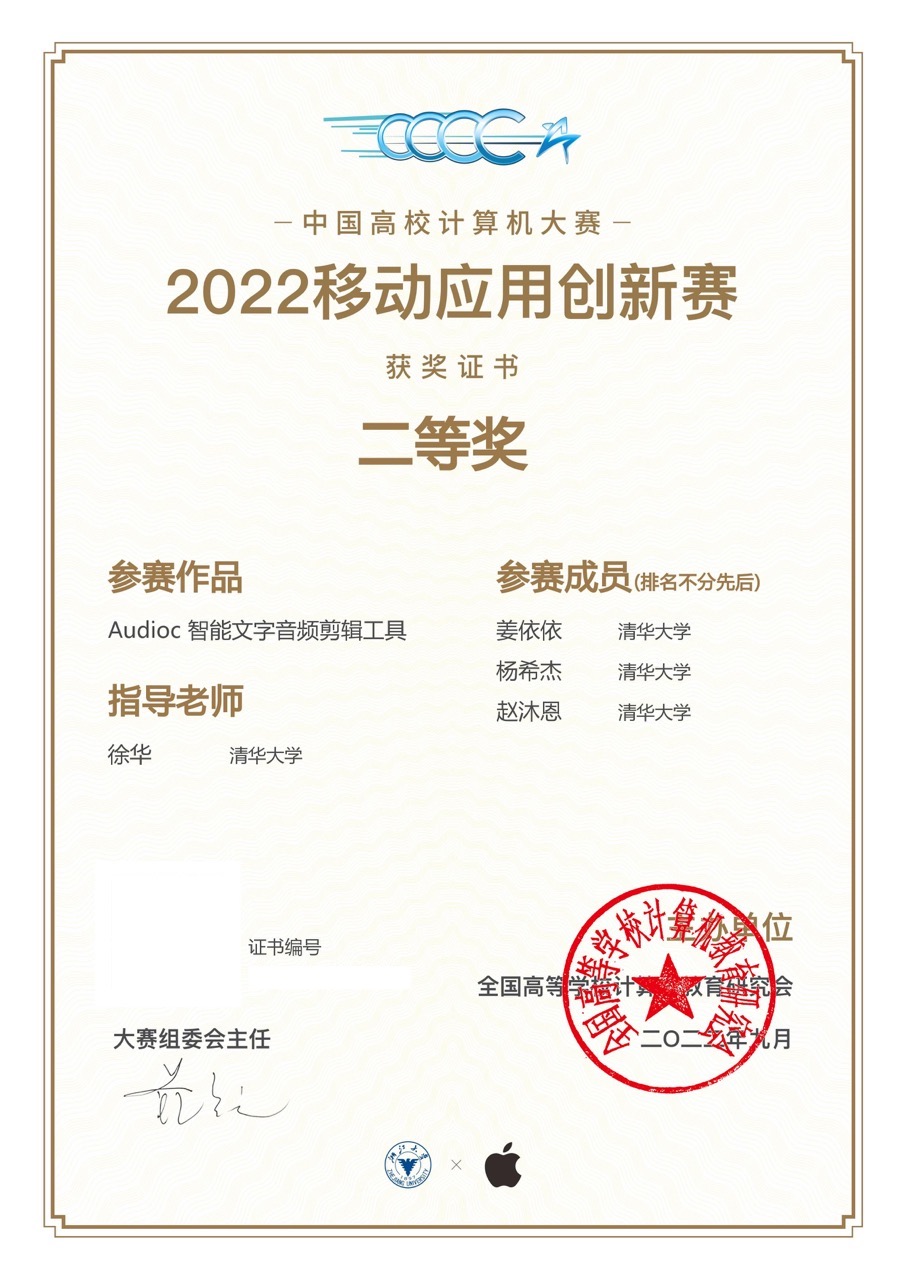 CCCC
中国高校计算机大赛
2022移动应用创新赛
获奖证书
二等奖
参赛作品
Audioc 智能文字音频剪辑工具
指导老师
徐华 清华大学
参赛成员(排名不分先后)
姜依依 清华大学
杨希杰 清华大学
赵沐恩 清华大学
证书编号
大赛组委会主任
主办单位
全国高等学校计算机教育研究会
二〇二二年九月
全国高等学校计算机教育研究会
浙江大学
ZHEJIANG UNIVERSITY
×